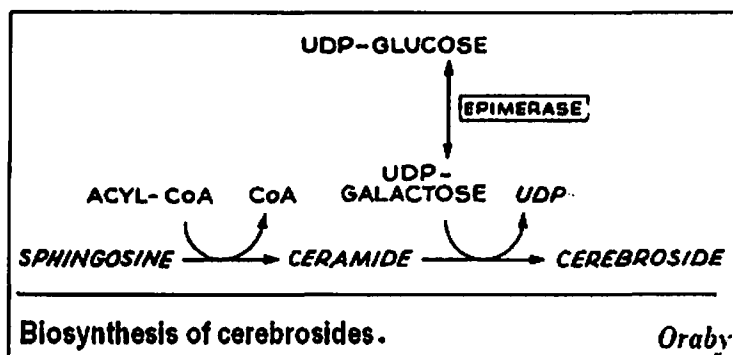 UDP-GLUCOSE
EPIMERASE
UDP-
GALACTOSE
ACYL-CoA CoA UDP
SPHINGOSINE CERAMIDE CEREBROSIDE
Biosynthesis of cerebrosides. Oraby